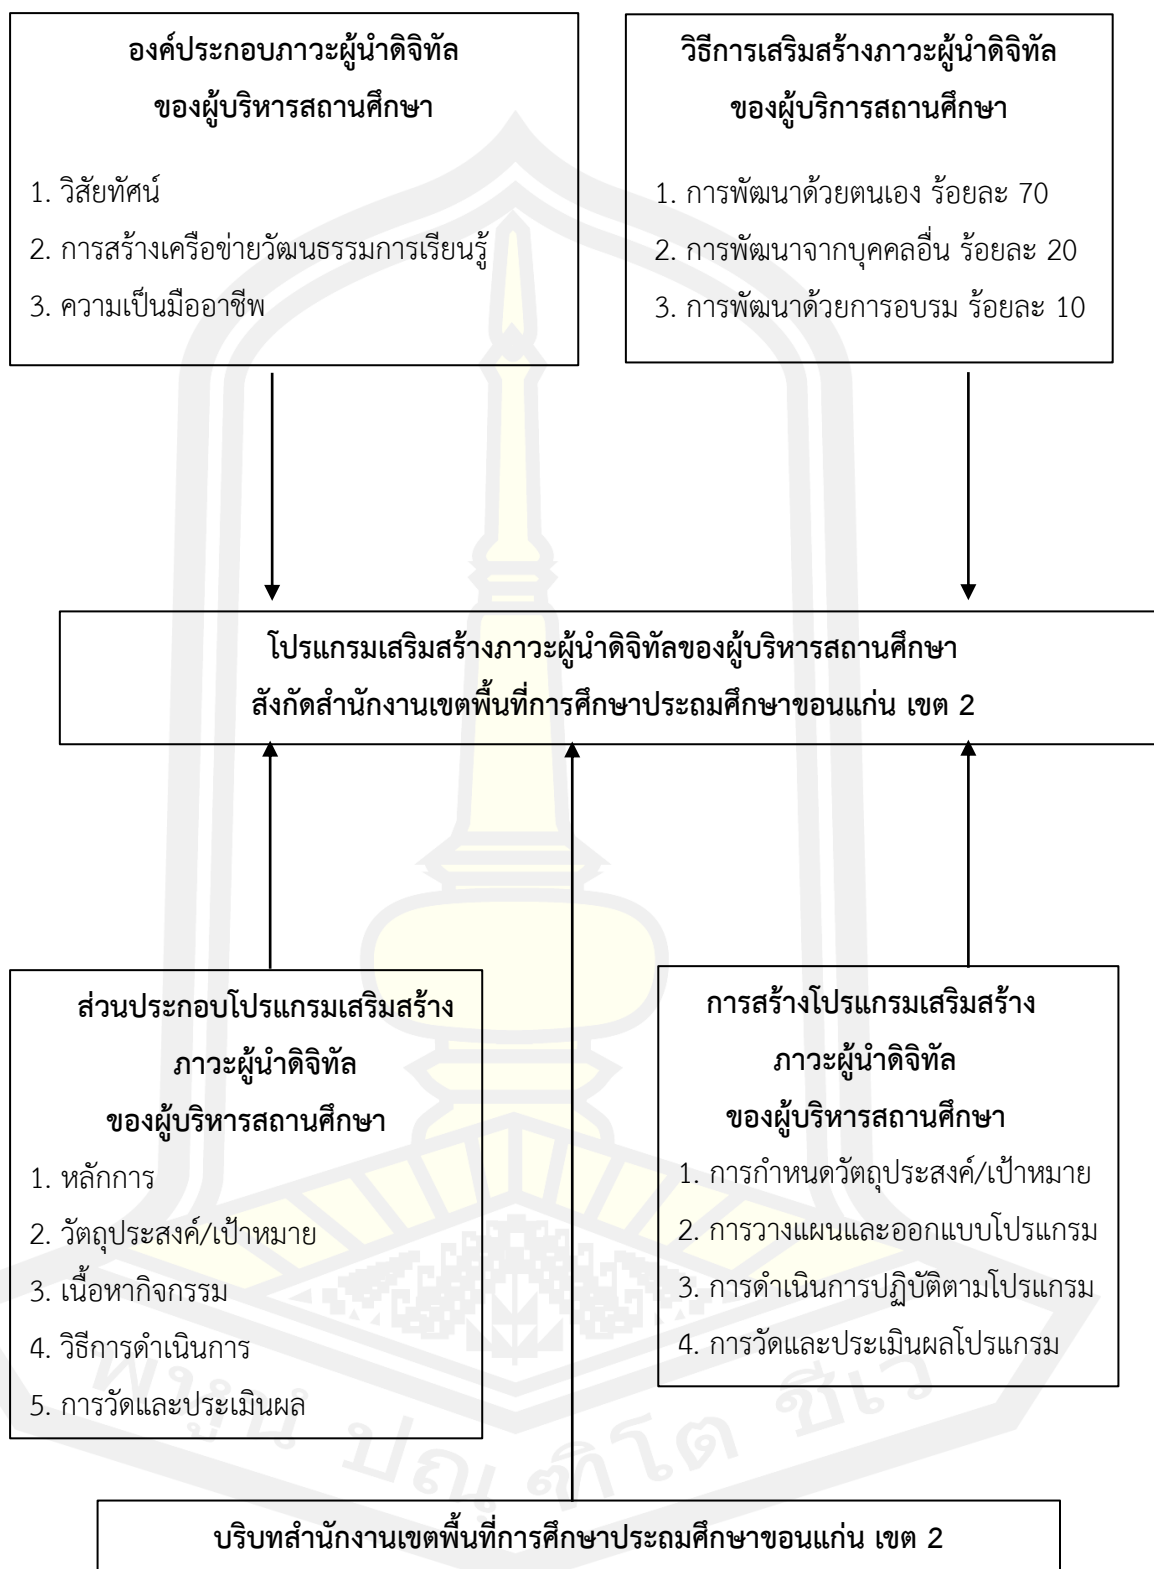 องค์ประกอบภาวะผู้นำดิจิทัล
ของผู้บริหารสถานศึกษา
1. วิสัยทัศน์
2. การสร้างเครือข่ายวัฒนธรรมการเรียนรู้
3. ความเป็นมืออาชีพ
วิธีการเสริมสร้างภาวะผู้นำดิจิทัล
ของผู้บริการสถานศึกษา
1. การพัฒนาด้วยตนเอง ร้อยละ 70
2. การพัฒนาจากบุคคลอื่น ร้อยละ 20
3. การพัฒนาด้วยการอบรม ร้อยละ 10
โปรแกรมเสริมสร้างภาวะผู้นำดิจิทัลของผู้บริหารสถานศึกษา
สังกัดสำนักงานเขตพื้นที่การศึกษาประถมศึกษาขอนแก่น เขต 2
ส่วนประกอบโปรแกรมเสริมสร้าง
ภาวะผู้นำดิจิทัล
ของผู้บริหารสถานศึกษา
1. หลักการ
2. วัตถุประสงค์/เป้าหมาย
3. เนื้อหากิจกรรม
4. วิธีการดำเนินการ
5. การวัดและประเมินผล
การสร้างโปรแกรมเสริมสร้าง
ภาวะผู้นำดิจิทัล
ของผู้บริหารสถานศึกษา
1. การกำหนดวัตถุประสงค์/เป้าหมาย
2. การวางแผนและออกแบบโปรแกรม
3. การดำเนินการปฏิบัติตามโปรแกรม
4. การวัดและประเมินผลโปรแกรม
พหูนํ ปณฺฑิโต ชีเว
บริบทสำนักงานเขตพื้นที่การศึกษาประถมศึกษาขอนแก่น เขต 2